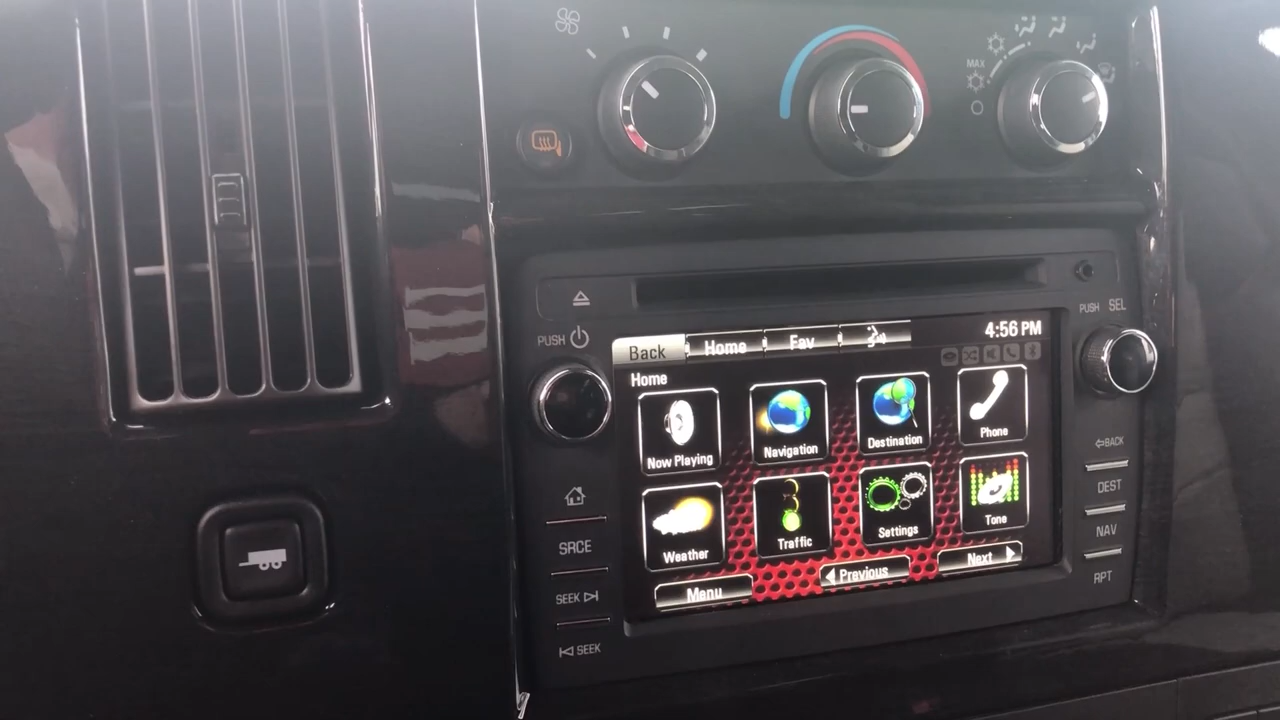 MAX
PUSH
PUSH SEL
Back Home Fav
4:56 PM
Home
Now Playing Navigation Destination Phone
Weather Traffic Settings Tone
Menu Previous Next
SRCE
SEEK
SEEK
BACK
DEST
NAV
RPT